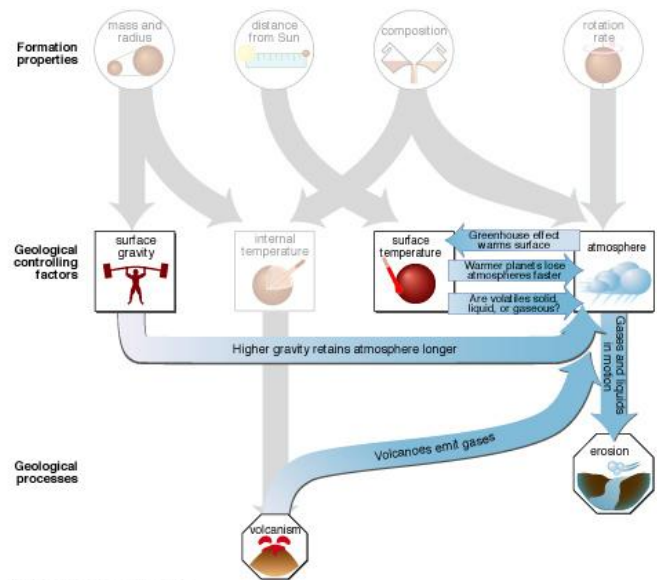 Formation
properties
mass and
radius
distance
from Sun
composition
rotation
rate
Geological
controlling
factors
surface
gravity
internal
temperature
surface
temperature
Greenhouse effect
warms surface
Warmer planets lose
atmospheres faster
Are volatiles solid,
liquid, or gaseous?
atmosphere
Higher gravity retains atmosphere longer
Gases and liquids
in motion
Volcanoes emit gases
Geological
processes
volcanism
erosion